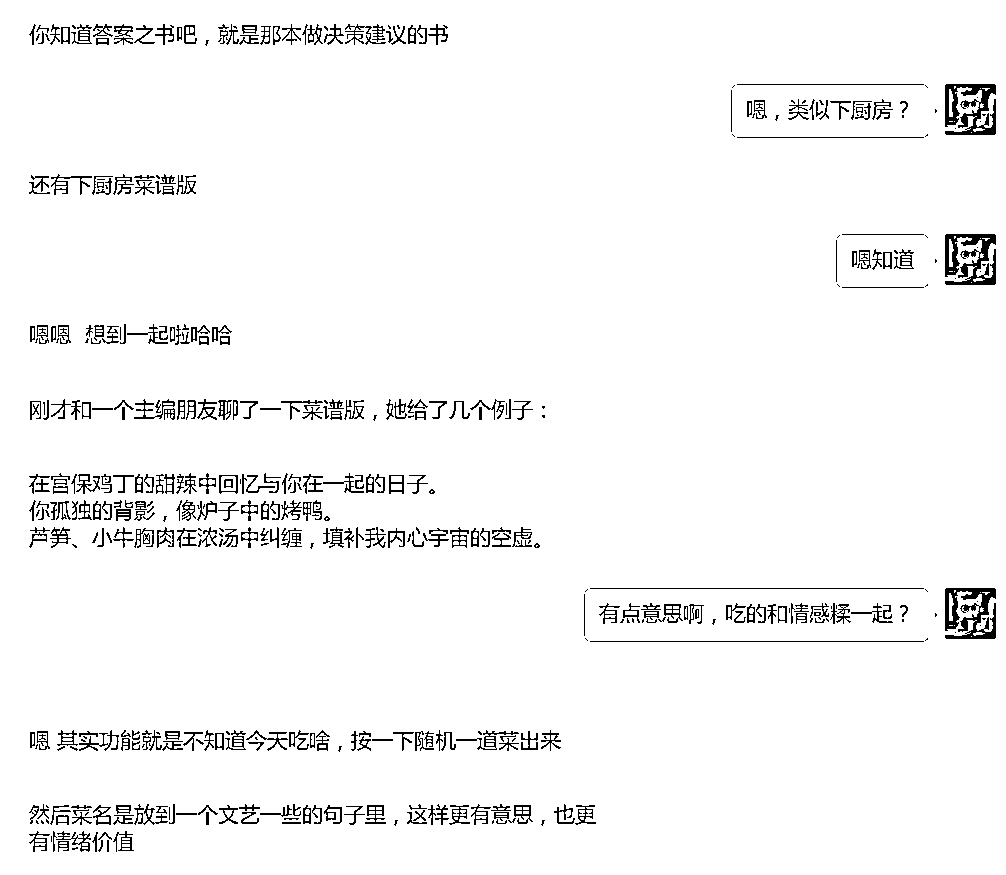 你知道答案之书吧，就是那本做决策建议的书
嗯，类似下厨房？
还有下厨房菜谱版
嗯知道
嗯嗯  想到一起啦哈哈
刚才和一个主编朋友聊了一下菜谱版，她给了几个例子：
在宫保鸡丁的甜辣中回忆与你在一起的日子。
你孤独的背影，像炉子中的烤鸭。
芦笋、小牛胸肉在浓汤中纠缠，填补我内心宇宙的空虚。
有点意思啊，吃的和情感糅一起？
嗯 其实功能就是不知道今天吃啥，按一下随机一道菜出来
然后菜名是放到一个文艺一些的句子里，这样更有意思，也更
有情绪价值